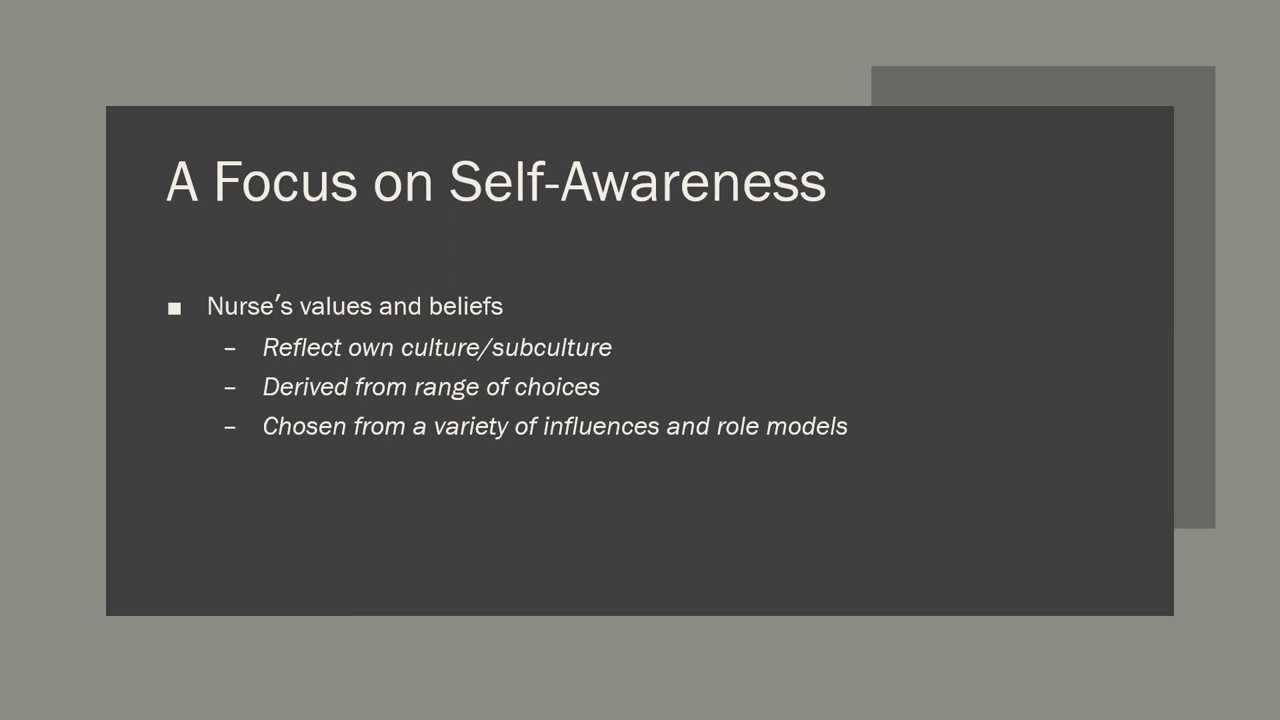 A Focus on Self-Awareness
■ Nurse′s values and beliefs
– Reflect own culture/subculture
– Derived from range of choices
– Chosen from a variety of influences and role models